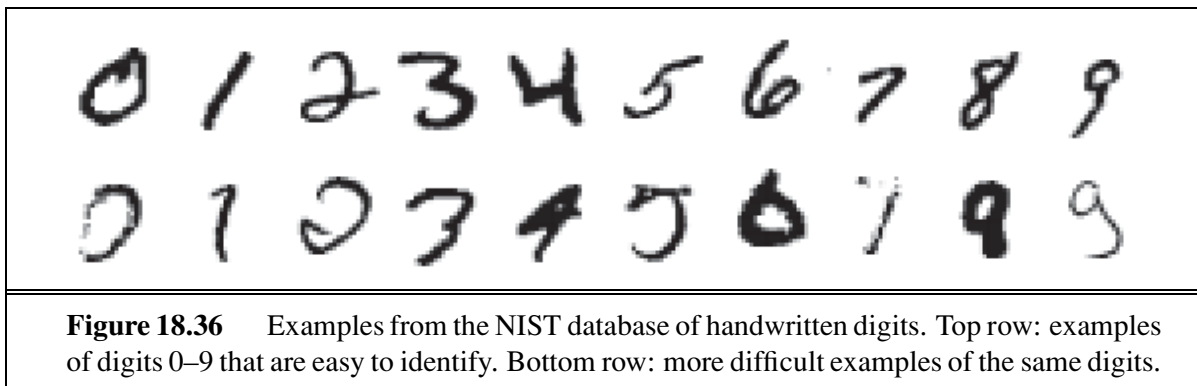 0 1 2 3 4 5 6 7 8 9
0 1 2 3 4 5 6 7 8 9
Figure 18.36 Examples from the NIST database of handwritten digits. Top row: examples
of digits 0–9 that are easy to identify. Bottom row: more difficult examples of the same digits.